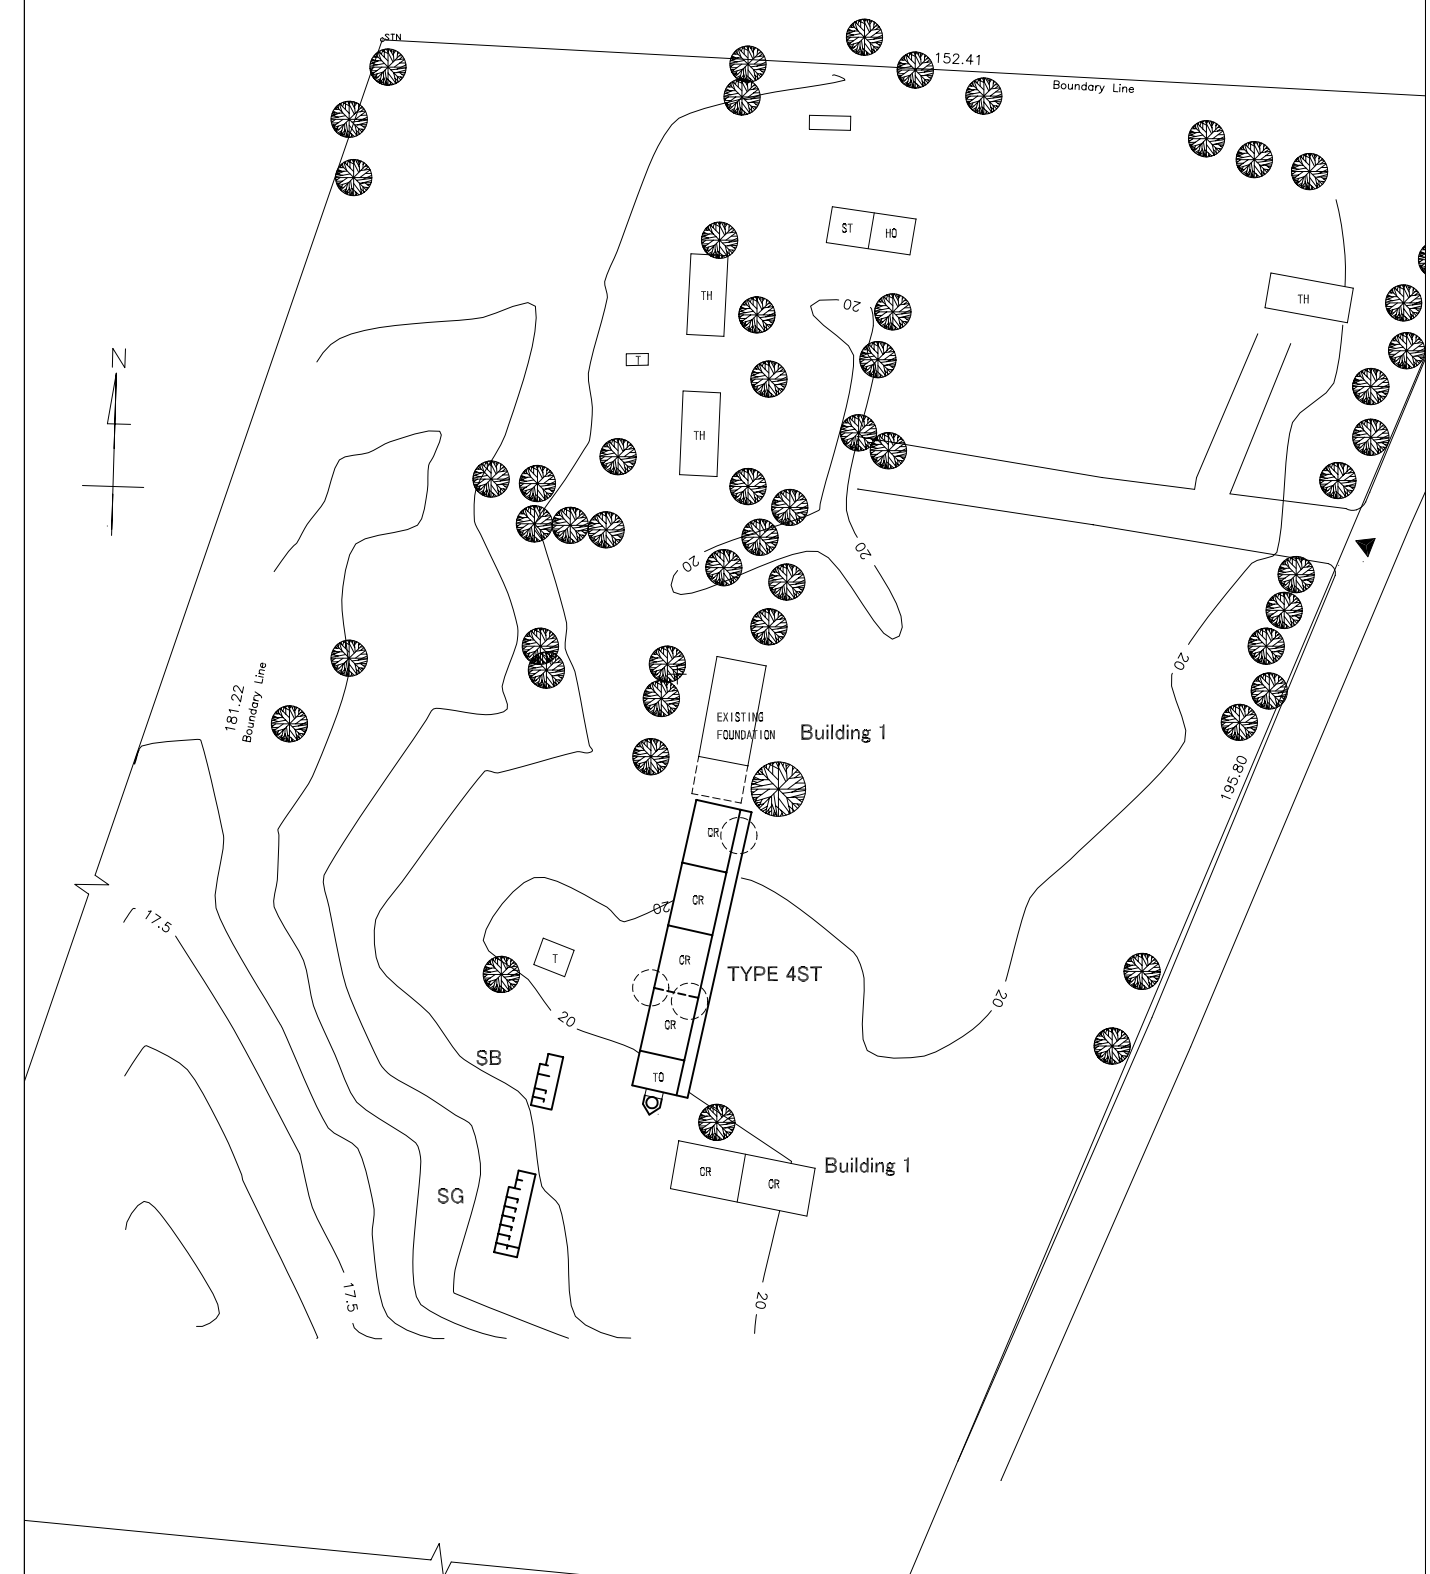 STN
152.41
Boundary Line
ST
HO
TH
TH
20
N
T
TH
20
20
20
181.22
Boundary Line
EXISTING
FOUNDATION
Building 1
195.80
CR
CR
20
17.5
CR
T
TYPE 4ST
20
20
CR
SB
TO
Building 1
CR
CR
SG
17.5
20